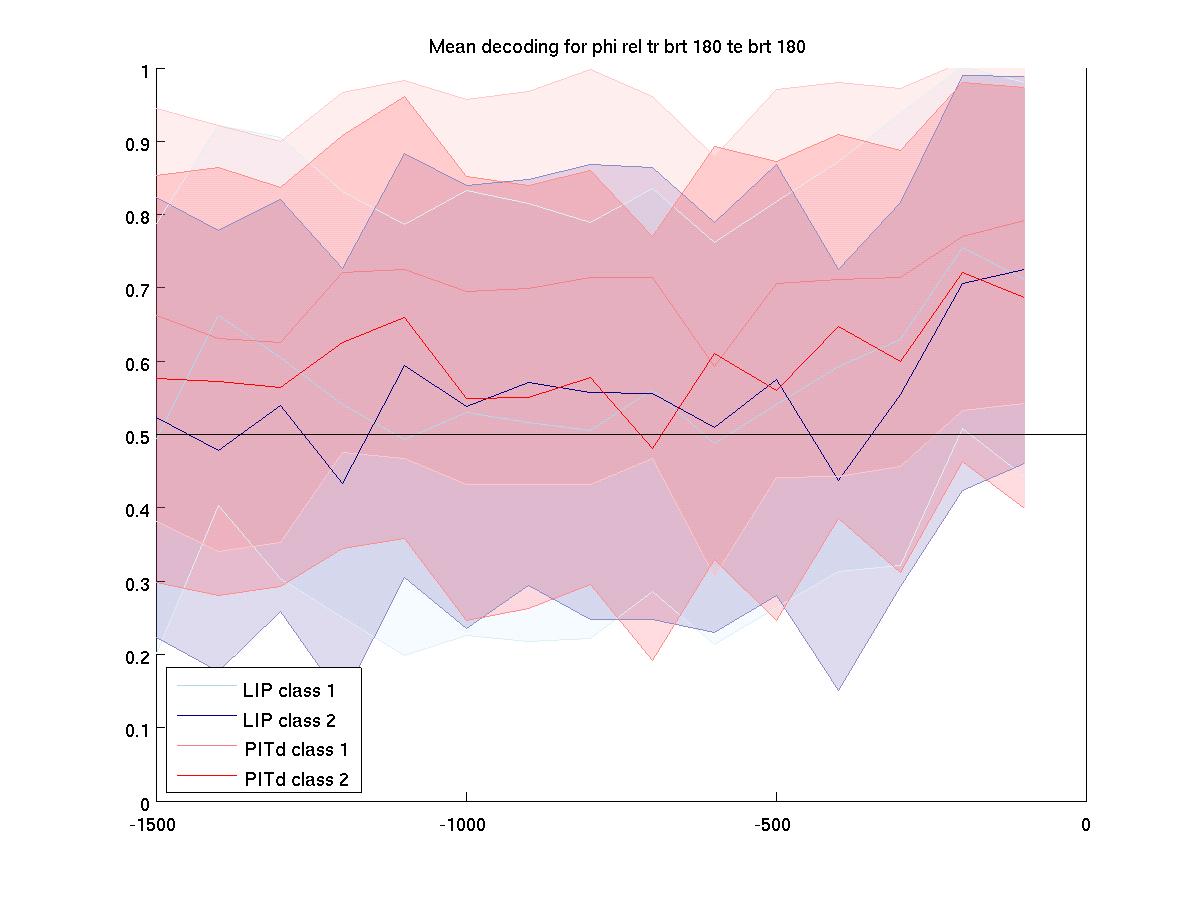 Mean decoding for phi rel tr brt 180 te brt 180
1
0.9
0.8
0.7
0.6
0.5
0.4
0.3
0.2
0.1
0
LIP class 1
LIP class 2
PITd class 1
PITd class 2
-1500 -1000 -500 0